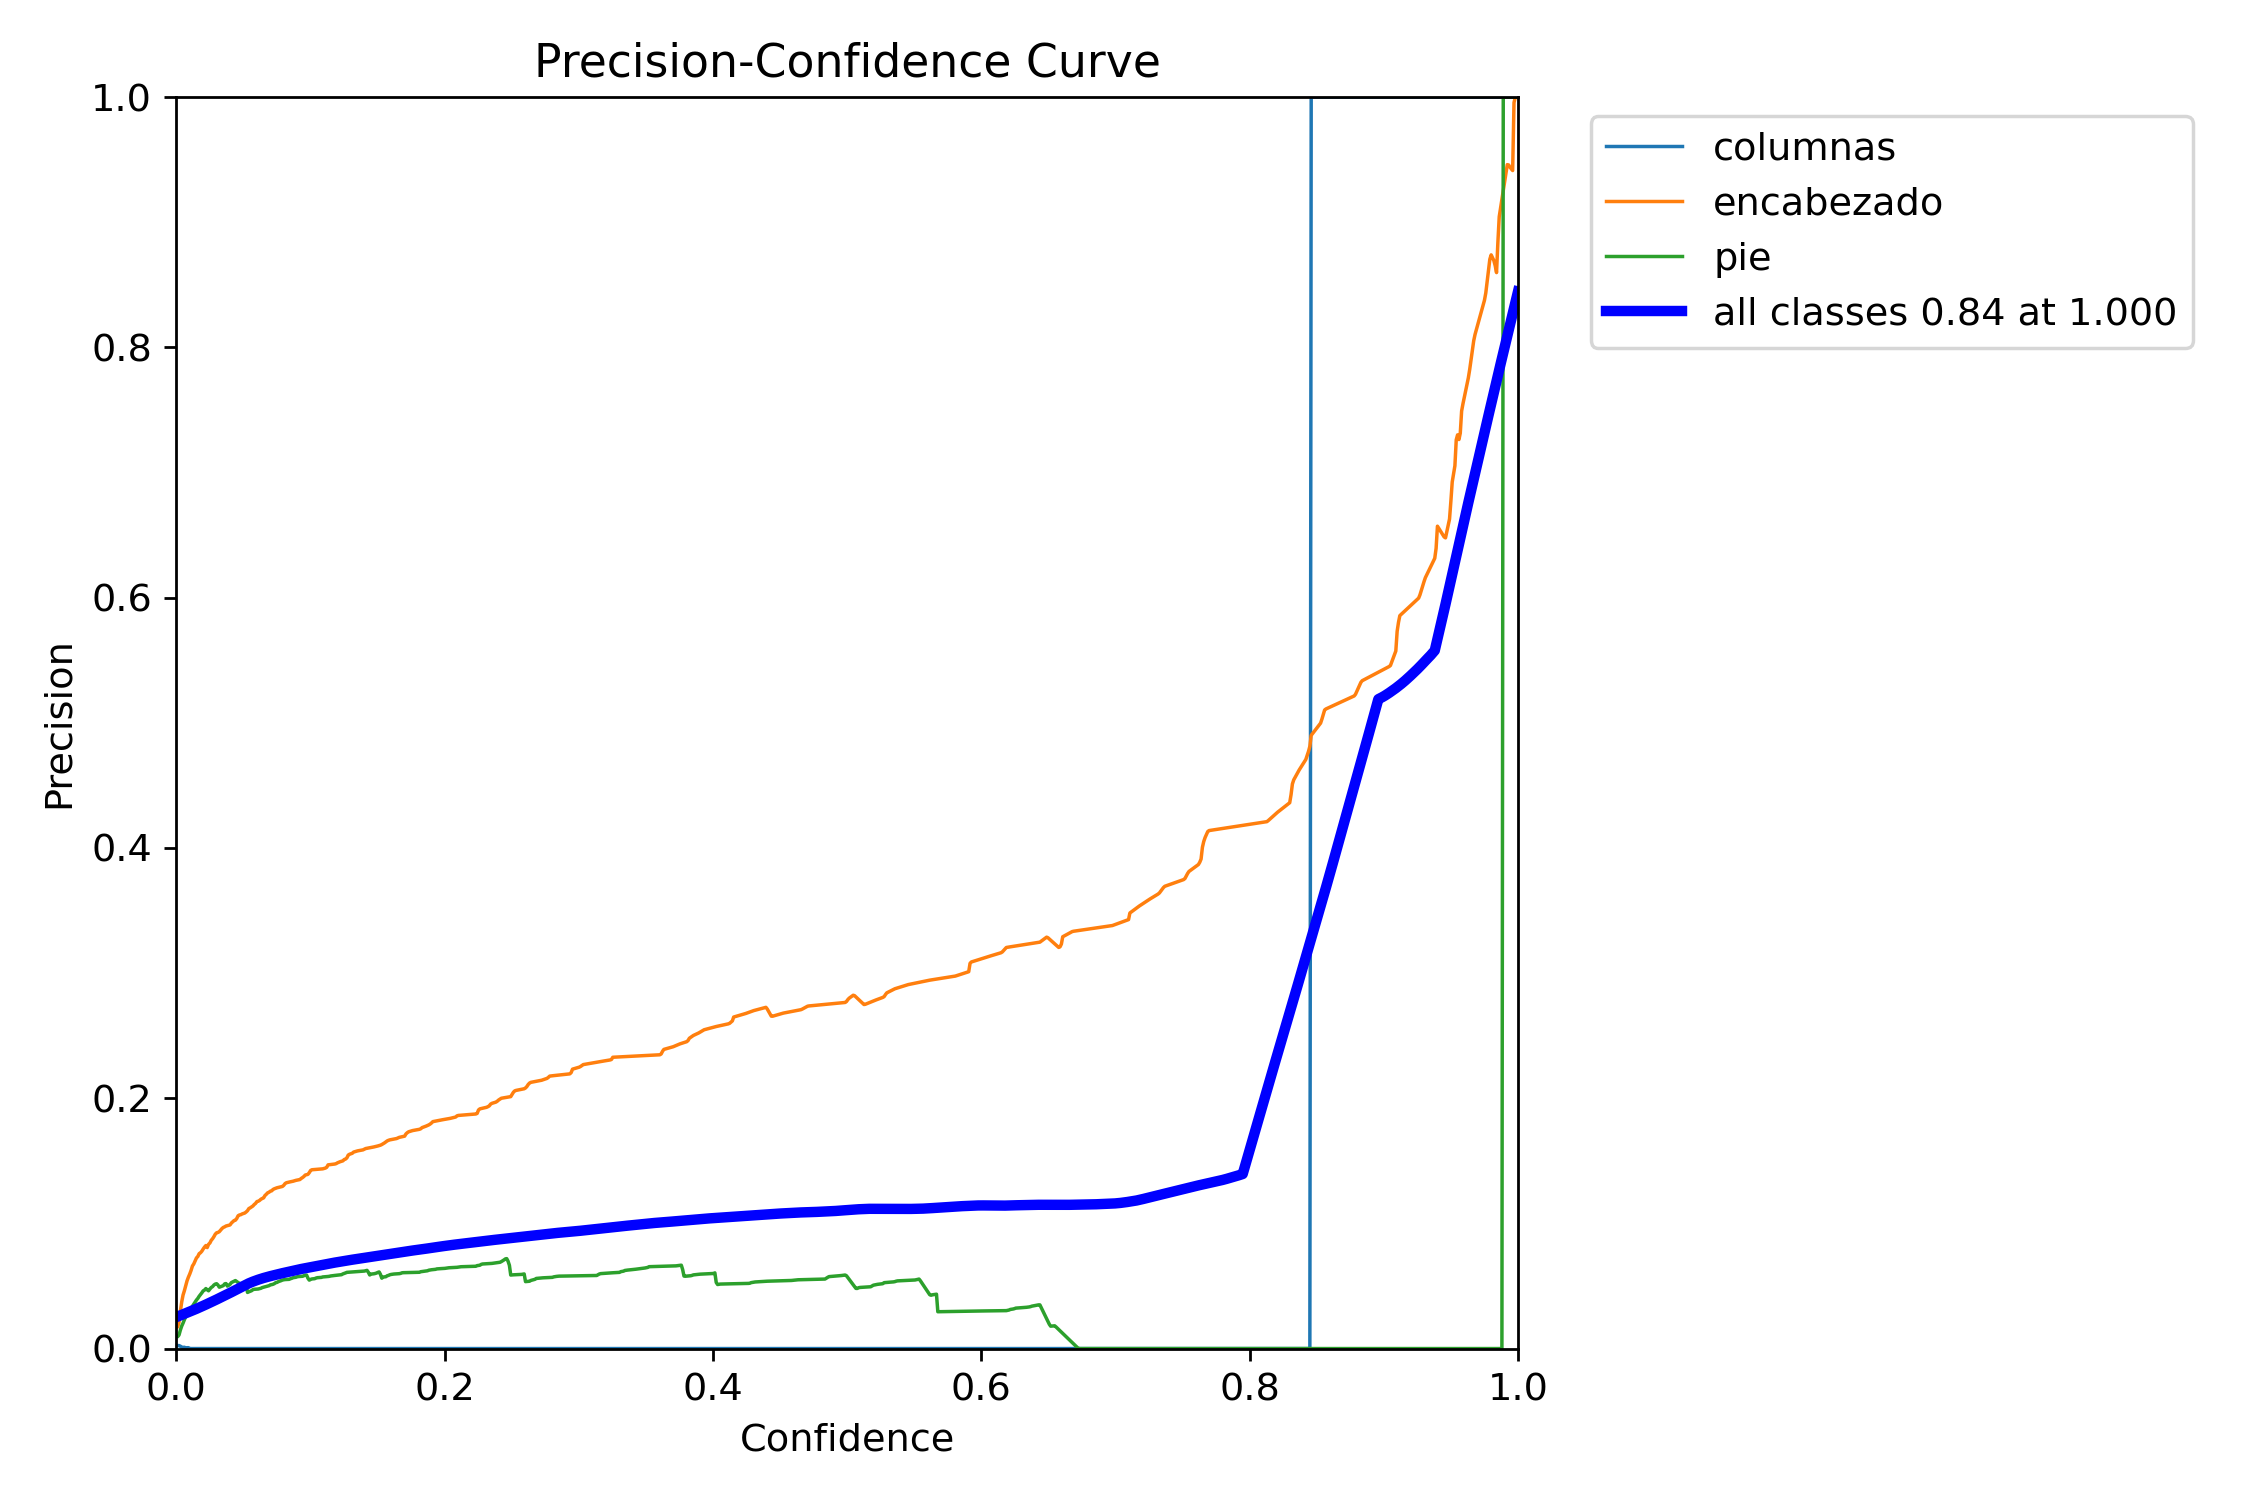 Precision-Confidence Curve
1.0
0.8
0.6
0.4
0.2
0.0
Precision
0.0 0.2 0.4 0.6 0.8 1.0
Confidence
columnas
encabezado
pie
all classes 0.84 at 1.000